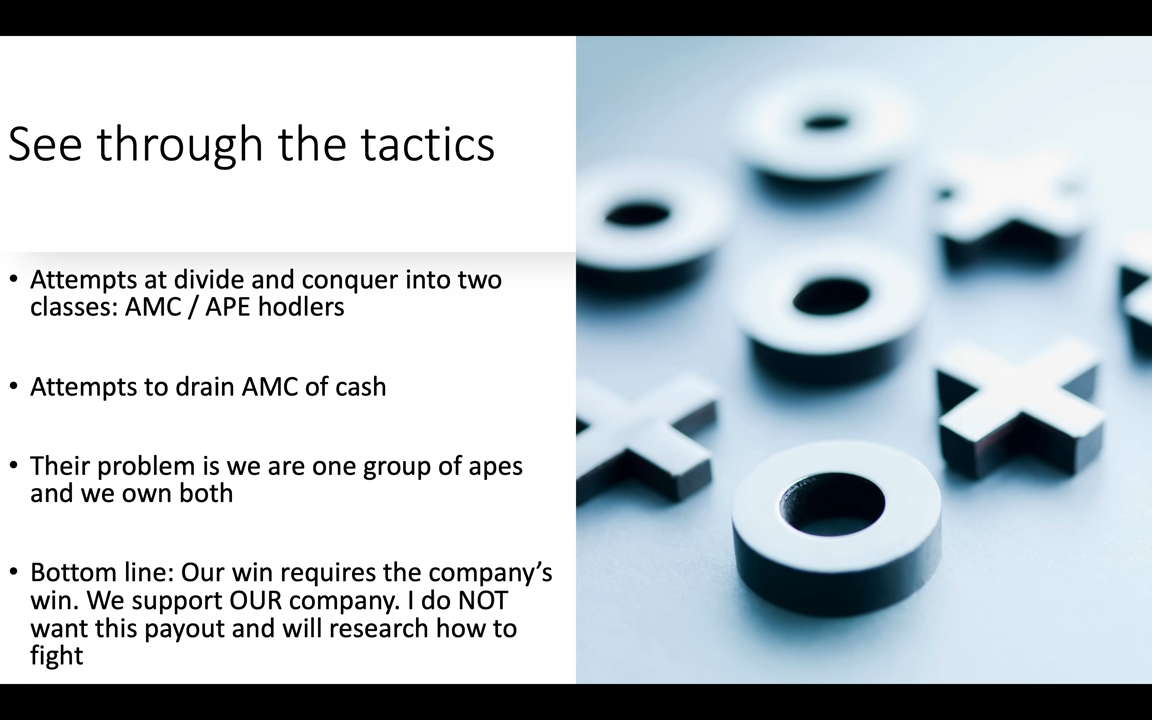 See through the tactics
• Attempts at divide and conquer into two
classes: AMC / APE hodlers
• Attempts to drain AMC of cash
• Their problem is we are one group of apes
and we own both
• Bottom line: Our win requires the company’s
win. We support OUR company. I do NOT
want this payout and will research how to
fight